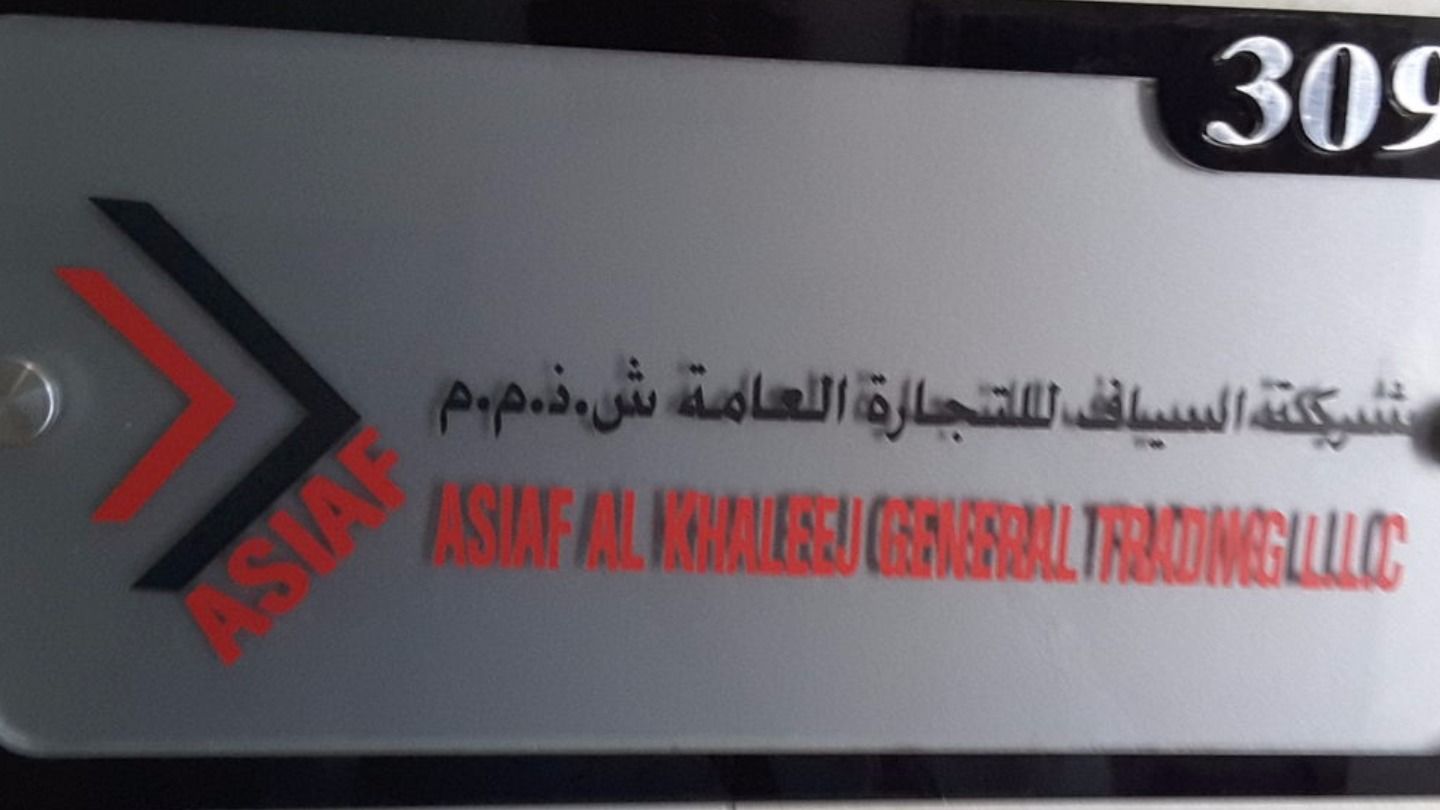 309
شركة السياف للتجارة العامة ش.ذ.م.م
ASIAF AL KHALEEJ GENERAL TRADING L.L.C
ASIAF